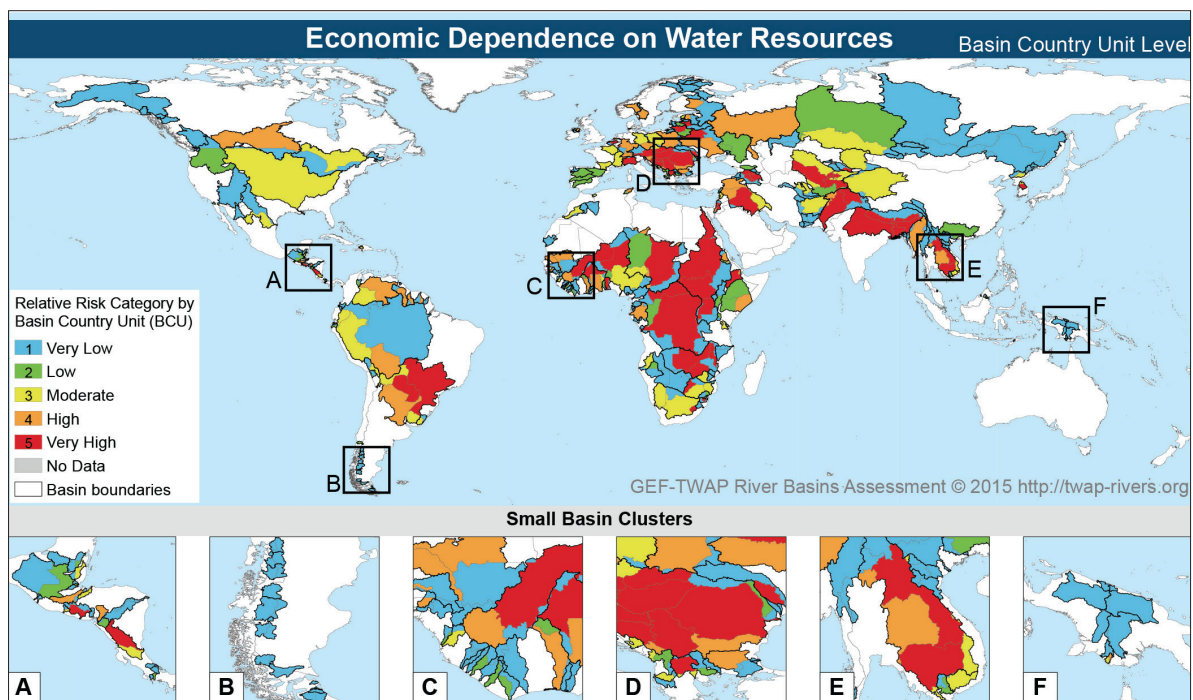 Economic Dependence on Water Resources
Basin Country Unit Level
A
B
C
D
E
F
Relative Risk Category by
Basin Country Unit (BCU)
1 Very Low
2 Low
3 Moderate
4 High
5 Very High
No Data
Basin boundaries
GEF-TWAP River Basins Assessment © 2015 http://twap-rivers.org
Small Basin Clusters
A
B
C
D
E
F